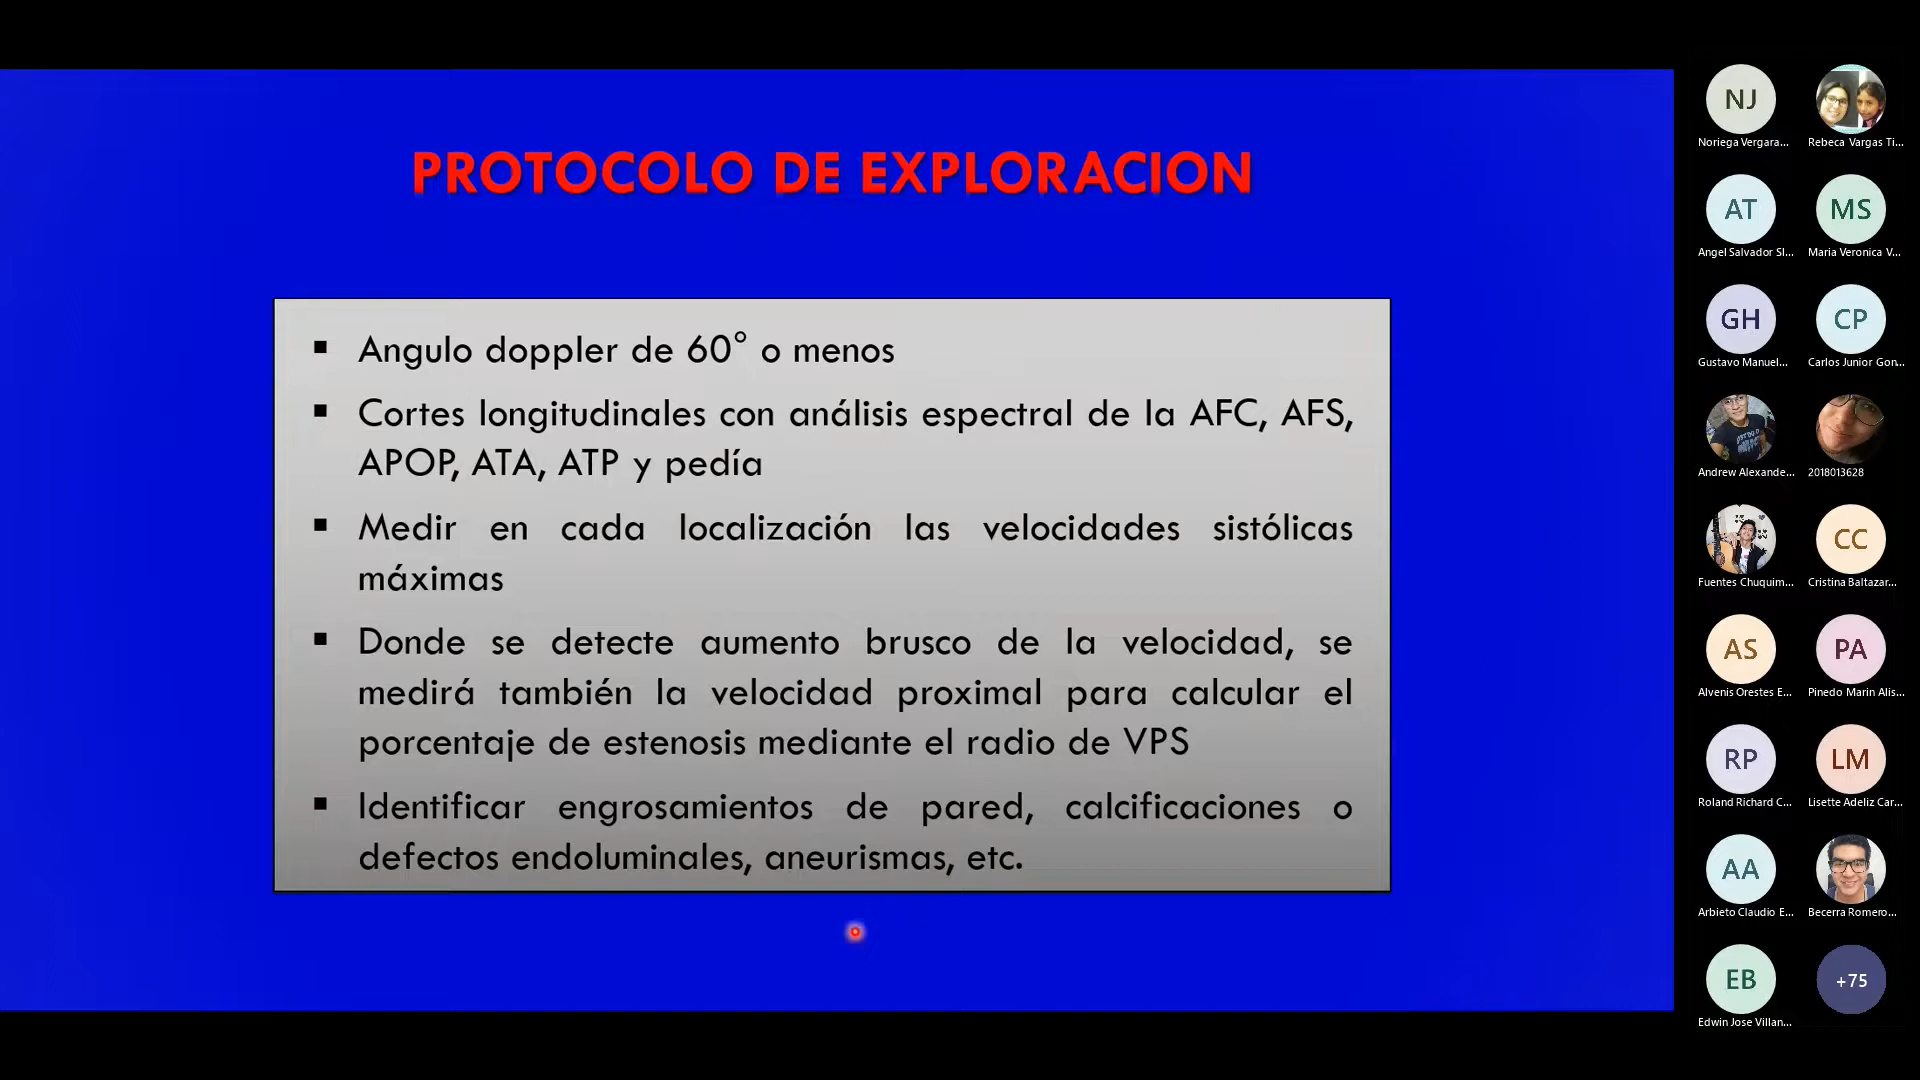 PROTOCOLO DE EXPLORACION
▪ Angulo doppler de 60° o menos
▪ Cortes longitudinales con análisis espectral de la AFC, AFS,
APOP, ATA, ATP y pedía
▪ Medir en cada localización las velocidades sistólicas
máximas
▪ Donde se detecte aumento brusco de la velocidad, se
medirá también la velocidad proximal para calcular el
porcentaje de estenosis mediante el radio de VPS
▪ Identificar engrosamientos de pared, calcificaciones o
defectos endoluminales, aneurismas, etc.
NJ
Noriega Vergara...
Rebeca Vargas Ti...
AT
Angel Salvador Sl...
MS
Maria Veronica V...
GH
Gustavo Manuel...
CP
Carlos Junior Gon...
Andrew Alexande...
2018013628
Fuentes Chuquim...
CC
Cristina Baltazar...
AS
Alvenis Orestes E...
PA
Pinedo Marin Alis...
RP
Roland Richard C...
LM
Lisette Adeliz Car...
AA
Arbieto Claudio E...
Becerra Romero...
EB
Edwin Jose Villan...
+75